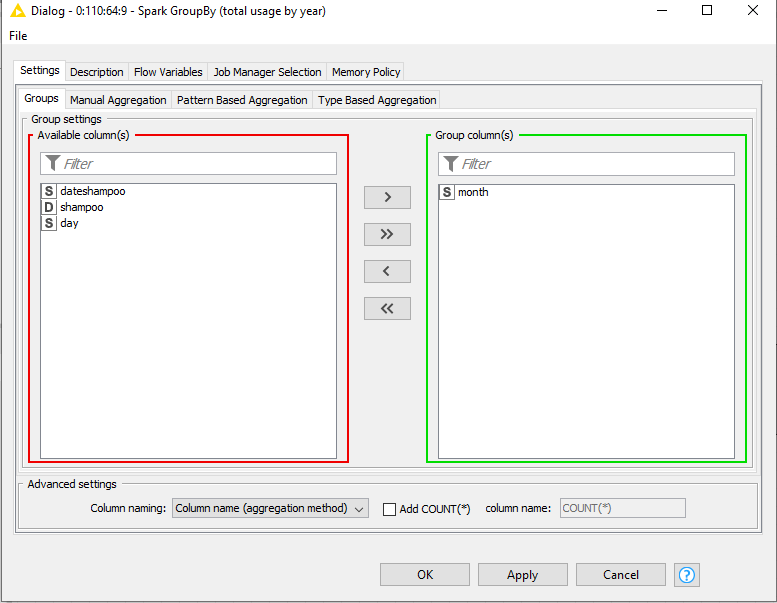 Dialog - 0:110:64:9 - Spark GroupBy (total usage by year)
File
Settings Description Flow Variables Job Manager Selection Memory Policy
Groups Manual Aggregation Pattern Based Aggregation Type Based Aggregation
Group settings
Available column(s)
Filter
S dateshampoo
D shampoo
S day
>
>>
<
<<
Group column(s)
Filter
S month
Advanced settings
Column naming: Column name (aggregation method) Add COUNT(*) column name: COUNT(*)
OK Apply Cancel ?